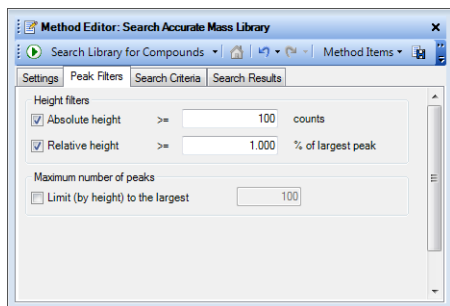 Method Editor: Search Accurate Mass Library
Search Library for Compounds Method Items
Settings Peak Filters Search Criteria Search Results
Height filters
Absolute height >= 100 counts
Relative height >= 1.000 % of largest peak
Maximum number of peaks
Limit (by height) to the largest 100